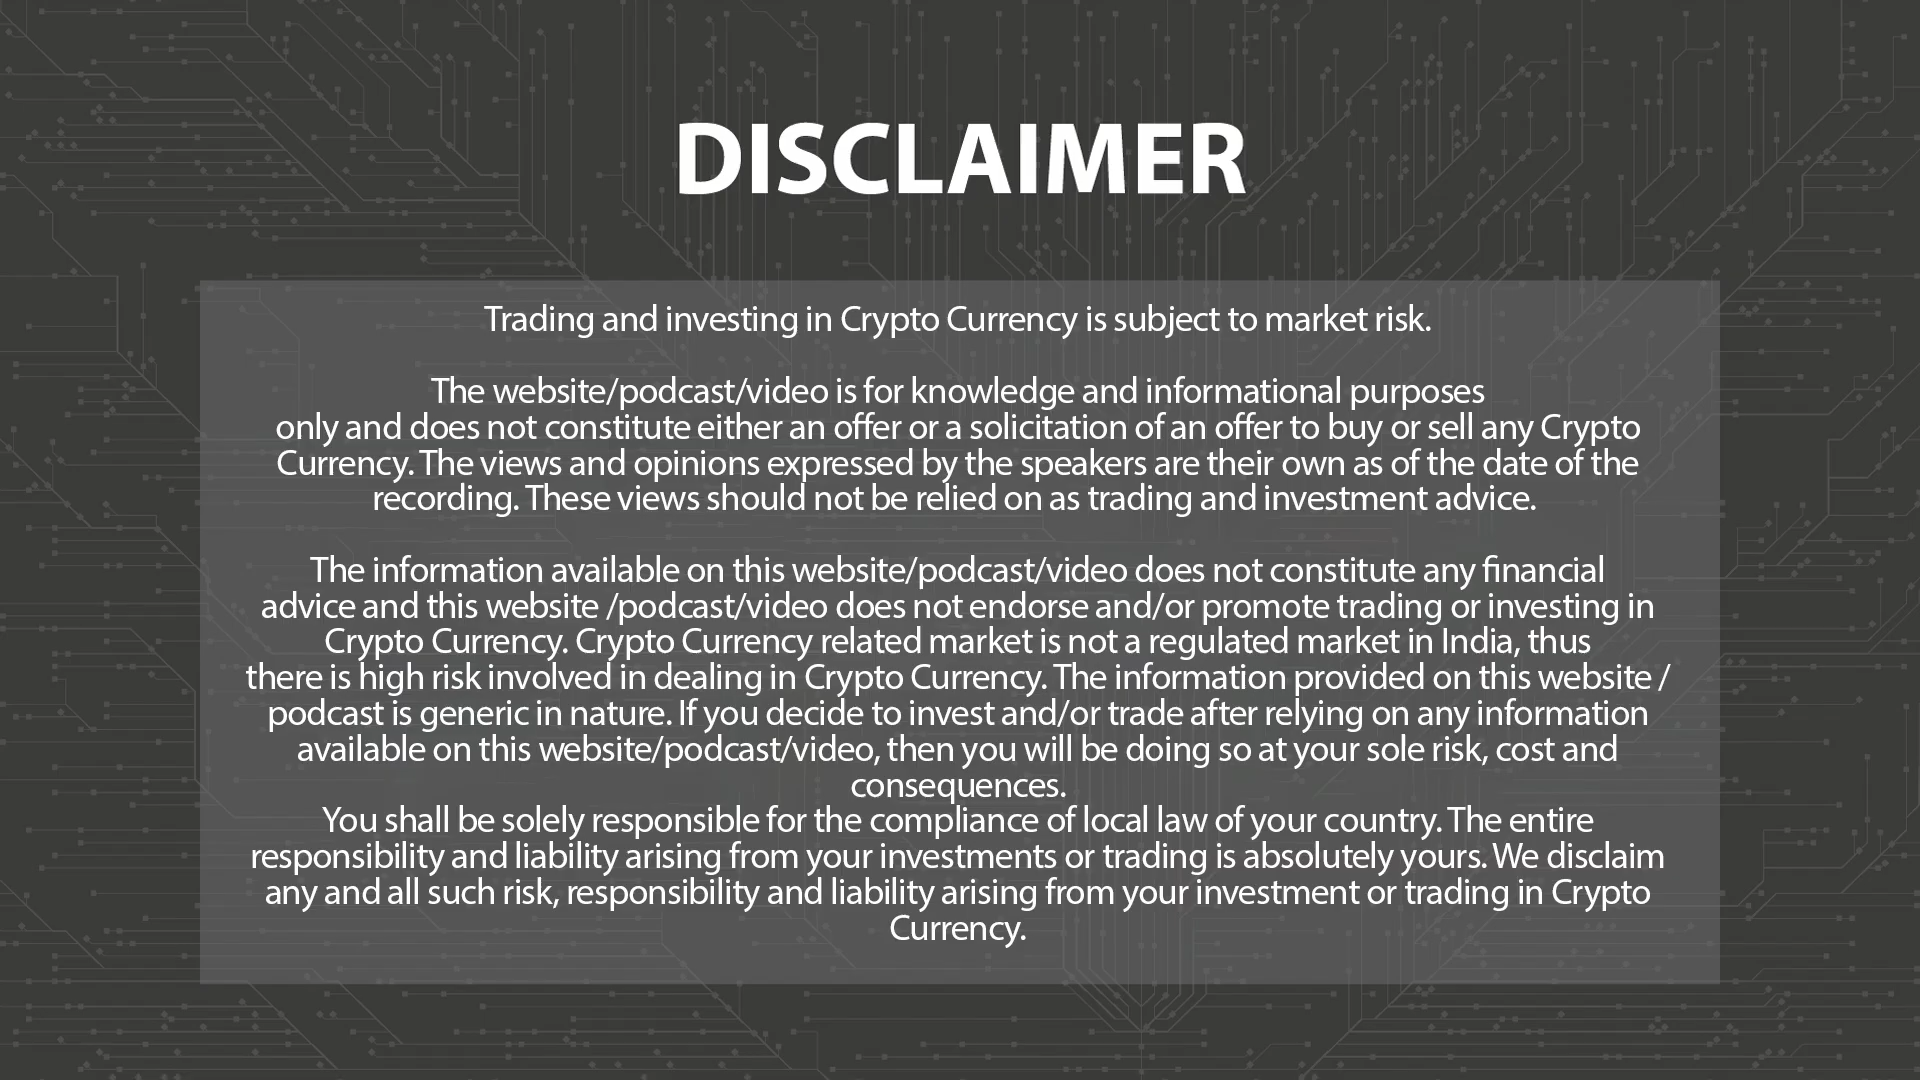 DISCLAIMER
Trading and investing in Crypto Currency is subject to market risk.
The website/podcast/video is for knowledge and informational purposes
only and does not constitute either an offer or a solicitation of an offer to buy or sell any Crypto
Currency. The views and opinions expressed by the speakers are their own as of the date of the
recording. These views should not be relied on as trading and investment advice.
The information available on this website/podcast/video does not constitute any financial
advice and this website /podcast/video does not endorse and/or promote trading or investing in
Crypto Currency. Crypto Currency related market is not a regulated market in India, thus
there is high risk involved in dealing in Crypto Currency. The information provided on this website /
podcast is generic in nature. If you decide to invest and/or trade after relying on any information
available on this website/podcast/video, then you will be doing so at your sole risk, cost and
consequences.
You shall be solely responsible for the compliance of local law of your country. The entire
responsibility and liability arising from your investments or trading is absolutely yours. We disclaim
any and all such risk, responsibility and liability arising from your investment or trading in Crypto
Currency.